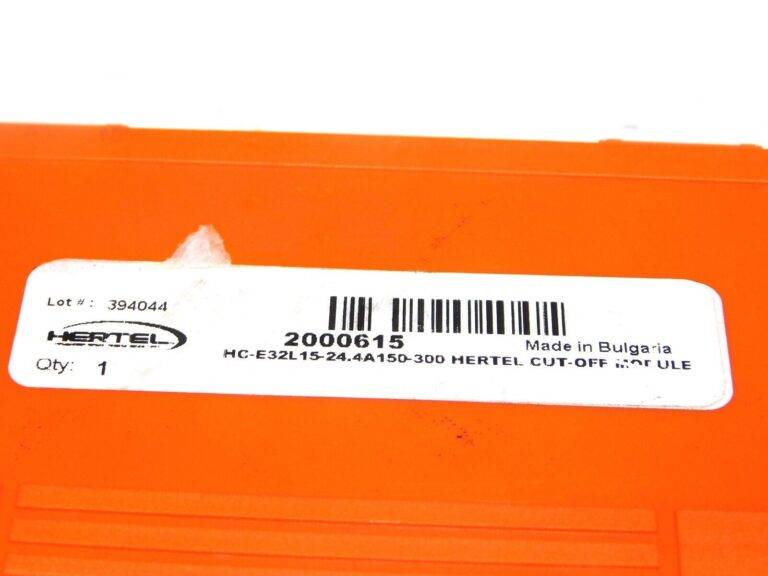 Lot # : 394044
HERTEL
2000615
Made in Bulgaria
HC-E32L15-24.4A150-300 HERTEL CUT-OFF MODULE
Qty: 1